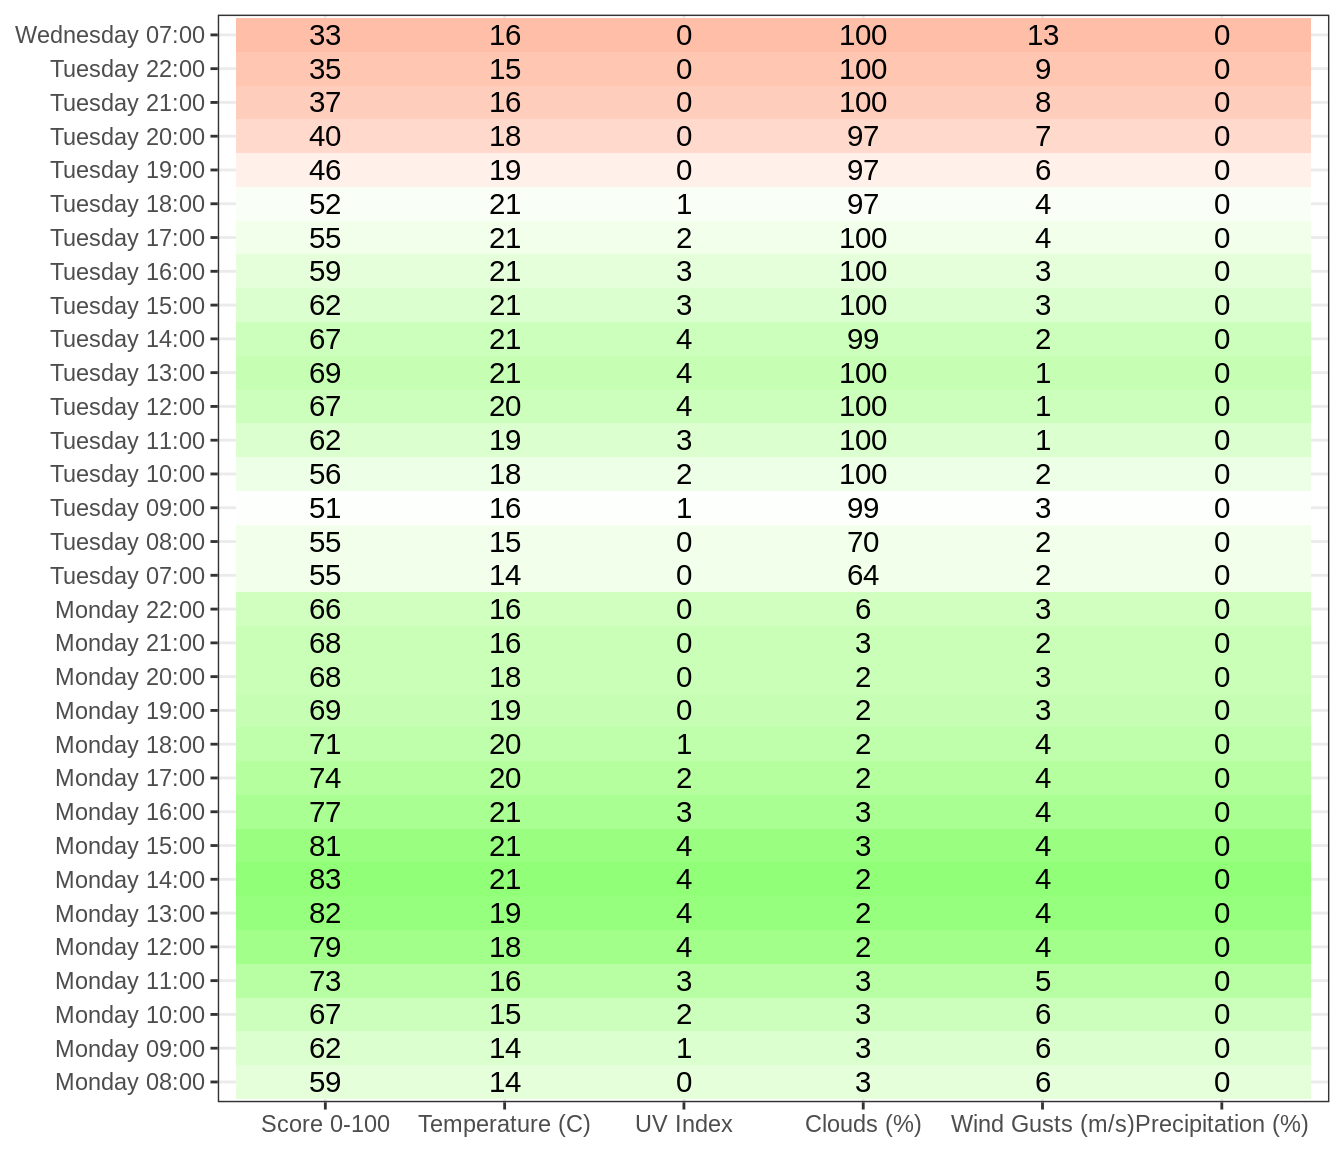 Wednesday 07:00 33 16 0 100 13 0
Tuesday 22:00 35 15 0 100 9 0
Tuesday 21:00 37 16 0 100 8 0
Tuesday 20:00 40 18 0 97 7 0
Tuesday 19:00 46 19 0 97 6 0
Tuesday 18:00 52 21 1 97 4 0
Tuesday 17:00 55 21 2 100 4 0
Tuesday 16:00 59 21 3 100 3 0
Tuesday 15:00 62 21 3 100 3 0
Tuesday 14:00 67 21 4 99 2 0
Tuesday 13:00 69 21 4 100 1 0
Tuesday 12:00 67 20 4 100 1 0
Tuesday 11:00 62 19 3 100 1 0
Tuesday 10:00 56 18 2 100 2 0
Tuesday 09:00 51 16 1 99 3 0
Tuesday 08:00 55 15 0 70 2 0
Tuesday 07:00 55 14 0 64 2 0
Monday 22:00 66 16 0 6 3 0
Monday 21:00 68 16 0 3 2 0
Monday 20:00 68 18 0 2 3 0
Monday 19:00 69 19 0 2 3 0
Monday 18:00 71 20 1 2 4 0
Monday 17:00 74 20 2 2 4 0
Monday 16:00 77 21 3 3 4 0
Monday 15:00 81 21 4 3 4 0
Monday 14:00 83 21 4 2 4 0
Monday 13:00 82 19 4 2 4 0
Monday 12:00 79 18 4 2 4 0
Monday 11:00 73 16 3 3 5 0
Monday 10:00 67 15 2 3 6 0
Monday 09:00 62 14 1 3 6 0
Monday 08:00 59 14 0 3 6 0
Score 0-100 Temperature (C) UV Index Clouds (%) Wind Gusts (m/s) Precipitation (%)